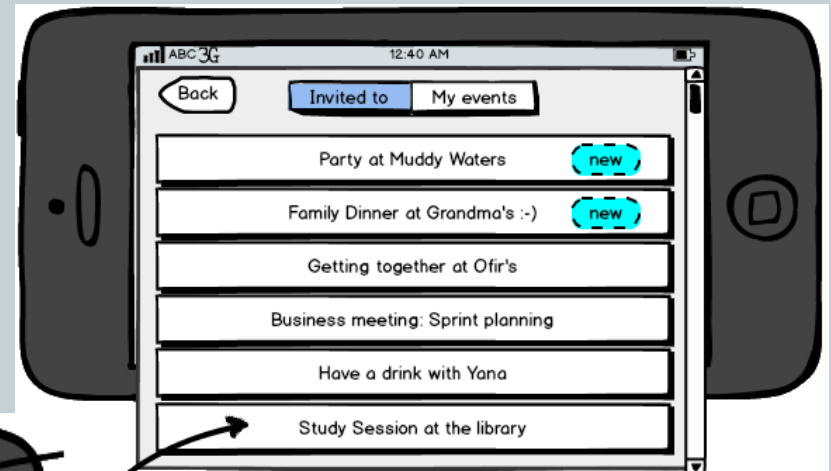 ABC 3G 12:40 AM
Back Invited to My events
Party at Muddy Waters new
Family Dinner at Grandma's :-) new
Getting together at Ofir's
Business meeting: Sprint planning
Have a drink with Yana
Study Session at the library